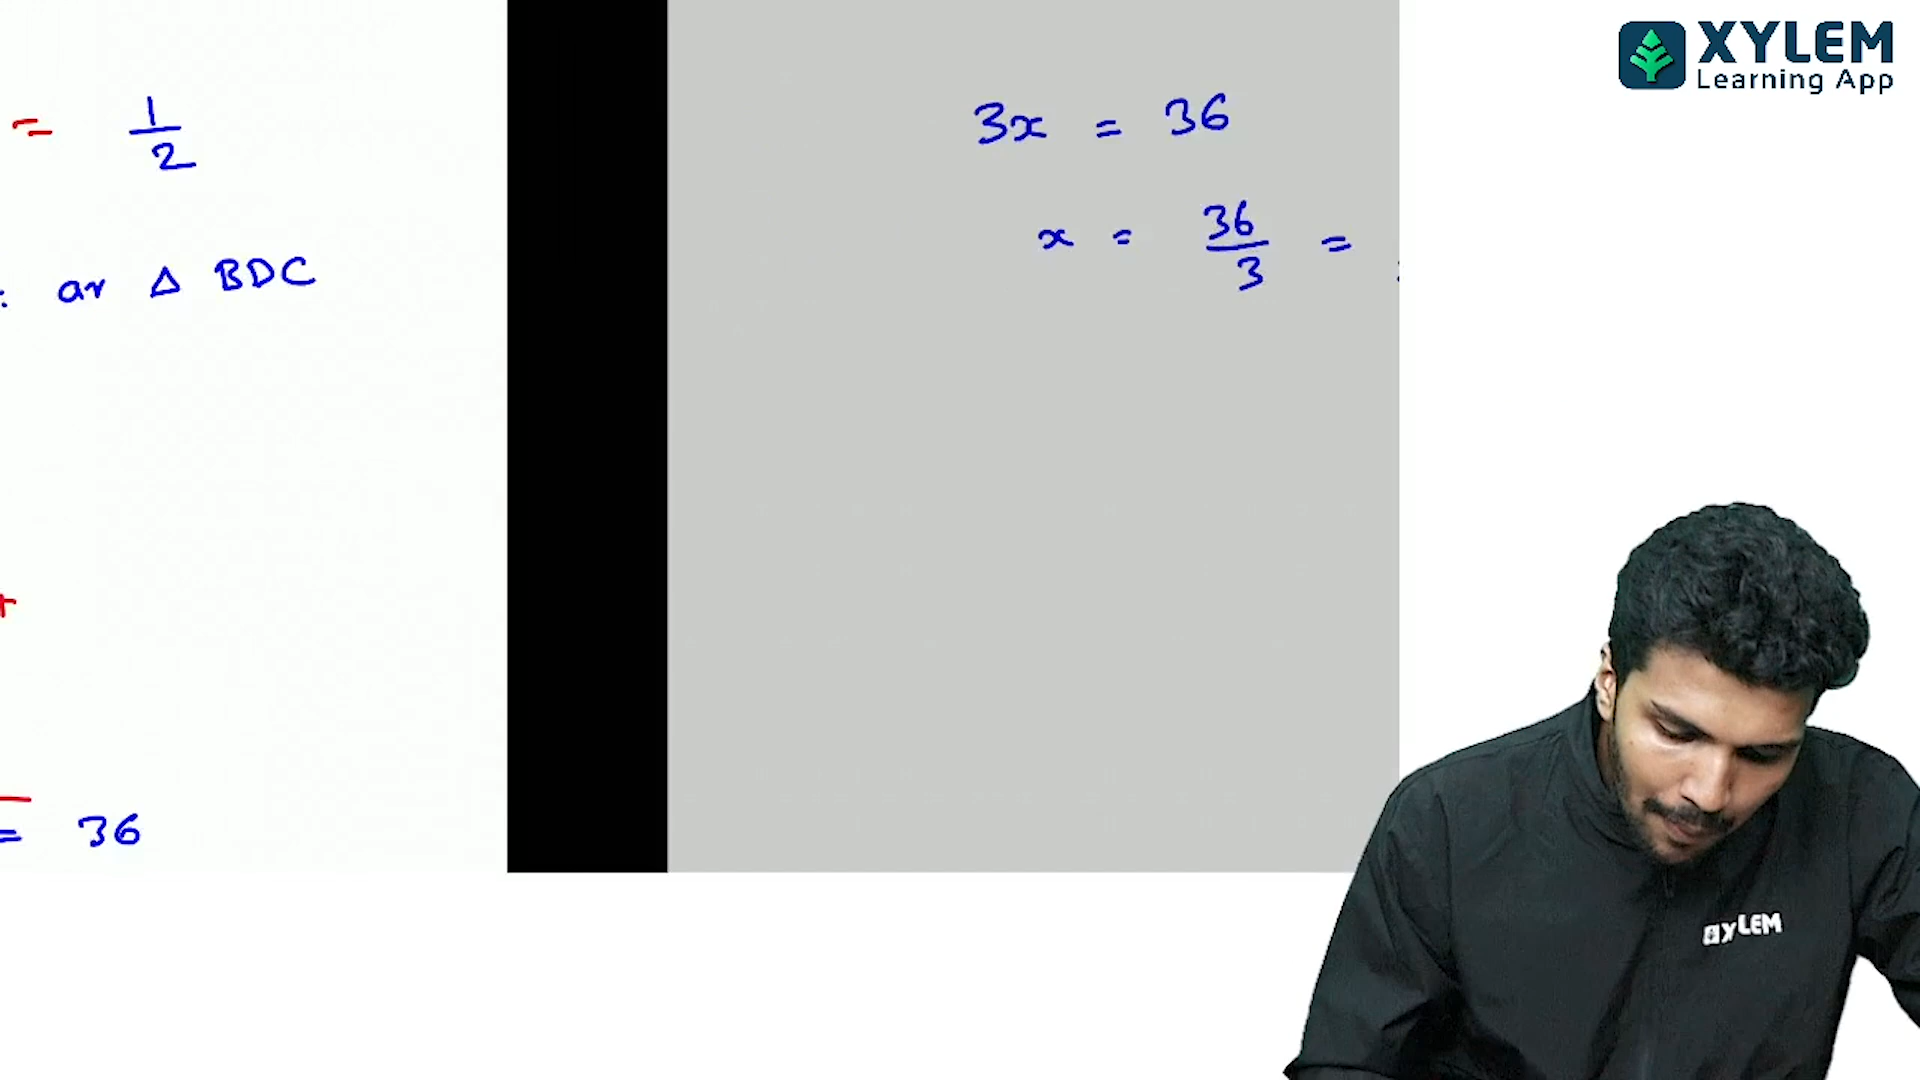 XYLEM
Learning App
= 1/2
ar Δ BDC
= 36
3x = 36
x = 36/3 =
XYLEM